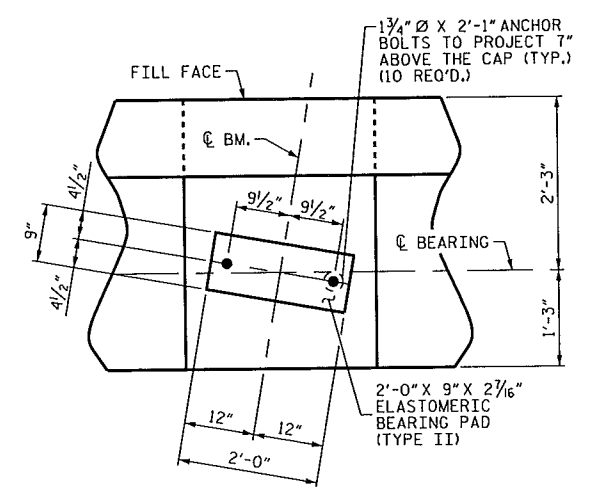 1¾" Ø X 2'-1" ANCHOR
BOLTS TO PROJECT 7"
ABOVE THE CAP (TYP.)
(10 REQ'D.)
FILL FACE
℄ BM.
4½"
9"
4½"
9½"
9½"
2'-3"
℄ BEARING
1'-3"
2'-0" X 9" X 2⁷⁄₁₆"
ELASTOMERIC
BEARING PAD
(TYPE II)
12"
12"
2'-0"